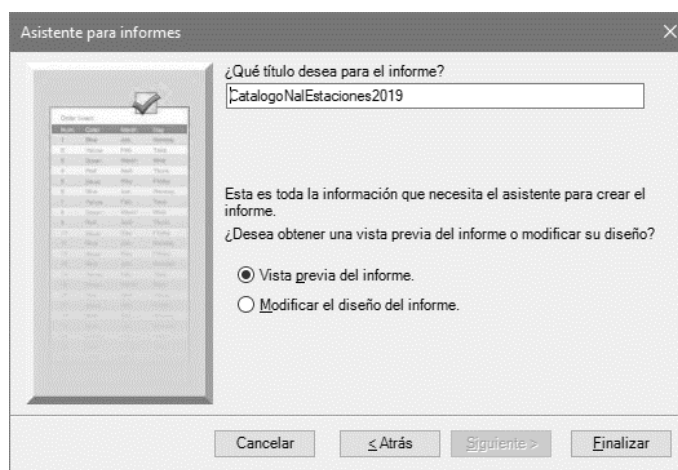 Asistente para informes
¿Qué título desea para el informe?
CatalogoNalEstaciones2019
Esta es toda la información que necesita el asistente para crear el
informe.
¿Desea obtener una vista previa del informe o modificar su diseño?
Vista previa del informe.
Modificar el diseño del informe.
Cancelar
< Atrás
Siguiente >
Finalizar